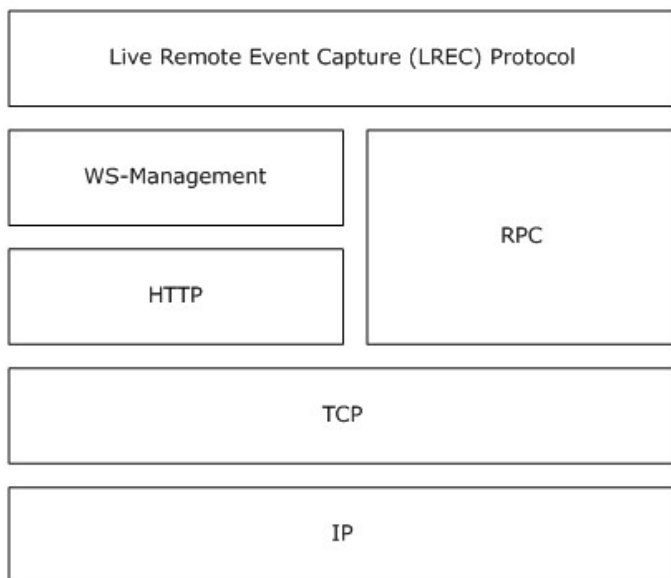 Live Remote Event Capture (LREC) Protocol
WS-Management
RPC
HTTP
TCP
IP